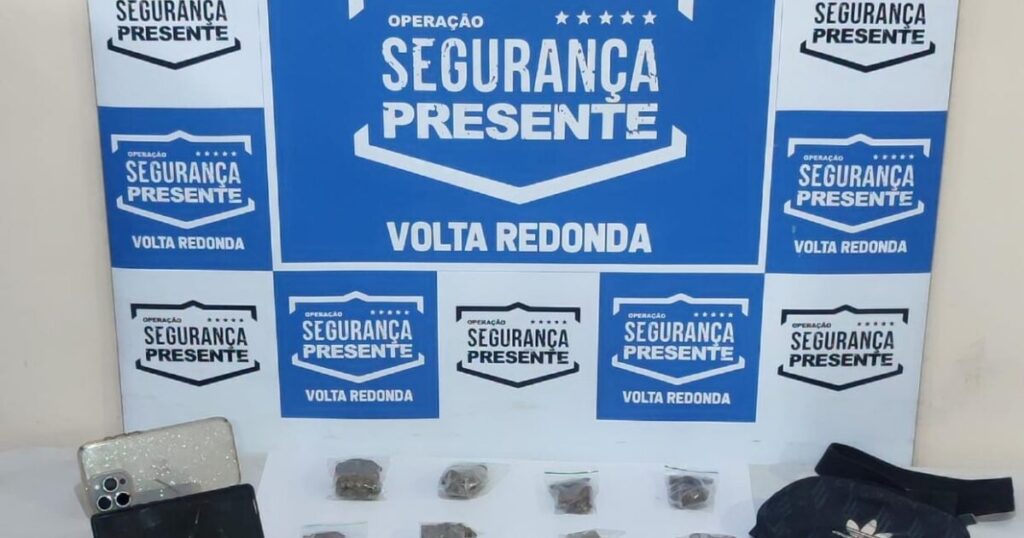 SEGURANÇA
PRESENTE
OPERAÇÃO
SEGURANÇA
PRESENTE
VOLTA REDONDA
SEGURANÇA
PRESENTE
OPERAÇÃO
SEGURANÇA
PRESENTE
VOLTA REDONDA
OPERAÇÃO
SEGURANÇA
PRESENTE
VOLTA REDONDA
OPERAÇÃO
SEGURANÇA
PRESENTE
OPERAÇÃO
SEGURANÇA
PRESENTE
VOLTA REDONDA
OPERAÇÃO
SEGURANÇA
PRESENTE
OPERAÇÃO
SEGURANÇA
PRESENTE
VOLTA REDONDA
OPERAÇÃO
SEGURANÇA
PRESENTE